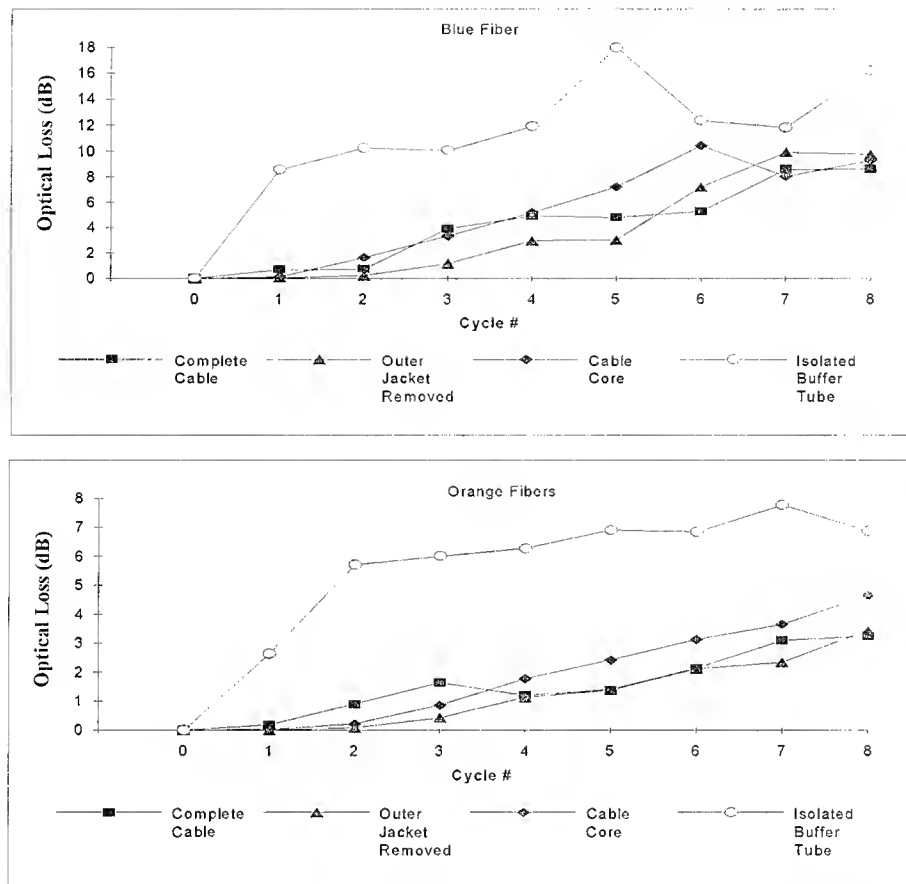 Blue Fiber
Optical Loss (dB)
18
16
14
12
10
8
6
4
2
0
0 1 2 3 4 5 6 7 8
Cycle #
Complete Cable
Outer Jacket Removed
Cable Core
Isolated Buffer Tube
Orange Fibers
Optical Loss (dB)
8
7
6
5
4
3
2
1
0
0 1 2 3 4 5 6 7 8
Cycle #
Complete Cable
Outer Jacket Removed
Cable Core
Isolated Buffer Tube